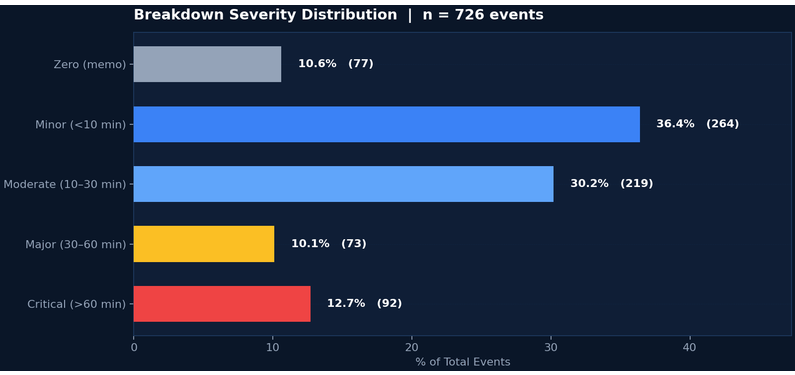 Breakdown Severity Distribution | n = 726 events
Zero (memo) 10.6% (77)
Minor (<10 min) 36.4% (264)
Moderate (10–30 min) 30.2% (219)
Major (30–60 min) 10.1% (73)
Critical (>60 min) 12.7% (92)
0 10 20 30 40
% of Total Events